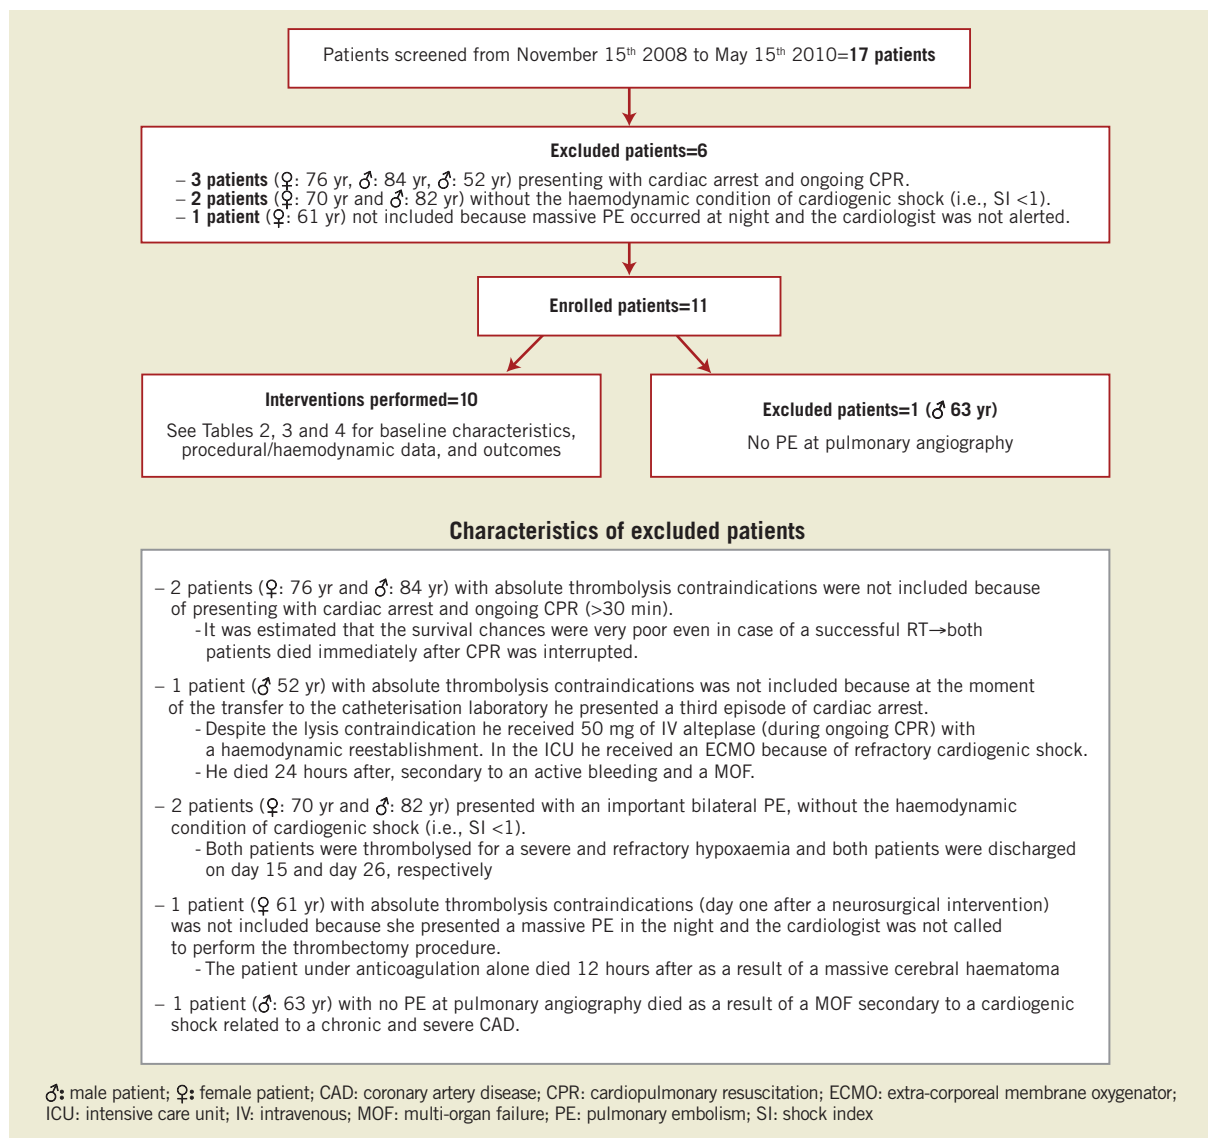 Patients screened from November 15th 2008 to May 15th 2010=17 patients
Excluded patients=6
– 3 patients (♀: 76 yr, ♂: 84 yr, ♂: 52 yr) presenting with cardiac arrest and ongoing CPR.
– 2 patients (♀: 70 yr and ♂: 82 yr) without the haemodynamic condition of cardiogenic shock (i.e., SI <1).
– 1 patient (♀: 61 yr) not included because massive PE occurred at night and the cardiologist was not alerted.
Enrolled patients=11
Interventions performed=10
See Tables 2, 3 and 4 for baseline characteristics,
procedural/haemodynamic data, and outcomes
Excluded patients=1 (♂ 63 yr)
No PE at pulmonary angiography
Characteristics of excluded patients
– 2 patients (♀: 76 yr and ♂: 84 yr) with absolute thrombolysis contraindications were not included because
of presenting with cardiac arrest and ongoing CPR (>30 min).
- It was estimated that the survival chances were very poor even in case of a successful RT→both
patients died immediately after CPR was interrupted.
– 1 patient (♂ 52 yr) with absolute thrombolysis contraindications was not included because at the moment
of the transfer to the catheterisation laboratory he presented a third episode of cardiac arrest.
- Despite the lysis contraindication he received 50 mg of IV alteplase (during ongoing CPR) with
a haemodynamic reestablishment. In the ICU he received an ECMO because of refractory cardiogenic shock.
- He died 24 hours after, secondary to an active bleeding and a MOF.
– 2 patients (♀: 70 yr and ♂: 82 yr) presented with an important bilateral PE, without the haemodynamic
condition of cardiogenic shock (i.e., SI <1).
- Both patients were thrombolysed for a severe and refractory hypoxaemia and both patients were discharged
on day 15 and day 26, respectively
– 1 patient (♀ 61 yr) with absolute thrombolysis contraindications (day one after a neurosurgical intervention)
was not included because she presented a massive PE in the night and the cardiologist was not called
to perform the thrombectomy procedure.
- The patient under anticoagulation alone died 12 hours after as a result of a massive cerebral haematoma
– 1 patient (♂: 63 yr) with no PE at pulmonary angiography died as a result of a MOF secondary to a cardiogenic
shock related to a chronic and severe CAD.
♂: male patient; ♀: female patient; CAD: coronary artery disease; CPR: cardiopulmonary resuscitation; ECMO: extra-corporeal membrane oxygenator;
ICU: intensive care unit; IV: intravenous; MOF: multi-organ failure; PE: pulmonary embolism; SI: shock index